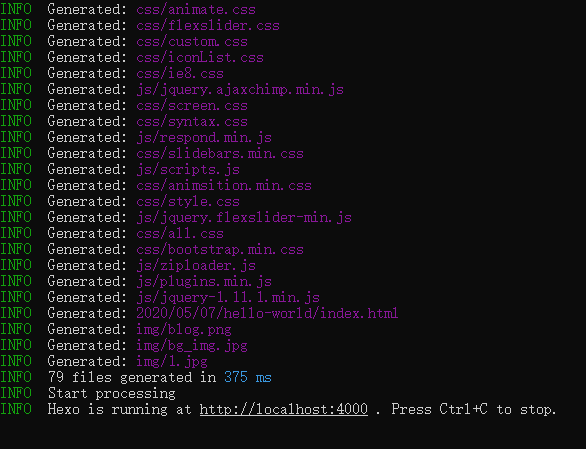 INFO  Generated: css/animate.css
INFO  Generated: css/flexslider.css
INFO  Generated: css/custom.css
INFO  Generated: css/iconList.css
INFO  Generated: css/ie8.css
INFO  Generated: js/jquery.ajaxchimp.min.js
INFO  Generated: css/screen.css
INFO  Generated: css/syntax.css
INFO  Generated: js/respond.min.js
INFO  Generated: css/slidebars.min.css
INFO  Generated: js/scripts.js
INFO  Generated: css/animsition.min.css
INFO  Generated: css/style.css
INFO  Generated: js/jquery.flexslider-min.js
INFO  Generated: css/all.css
INFO  Generated: css/bootstrap.min.css
INFO  Generated: js/ziploader.js
INFO  Generated: js/plugins.min.js
INFO  Generated: js/jquery-1.11.1.min.js
INFO  Generated: 2020/05/07/hello-world/index.html
INFO  Generated: img/blog.png
INFO  Generated: img/bg_img.jpg
INFO  Generated: img/1.jpg
INFO  79 files generated in 375 ms
INFO  Start processing
INFO  Hexo is running at http://localhost:4000 . Press Ctrl+C to stop.